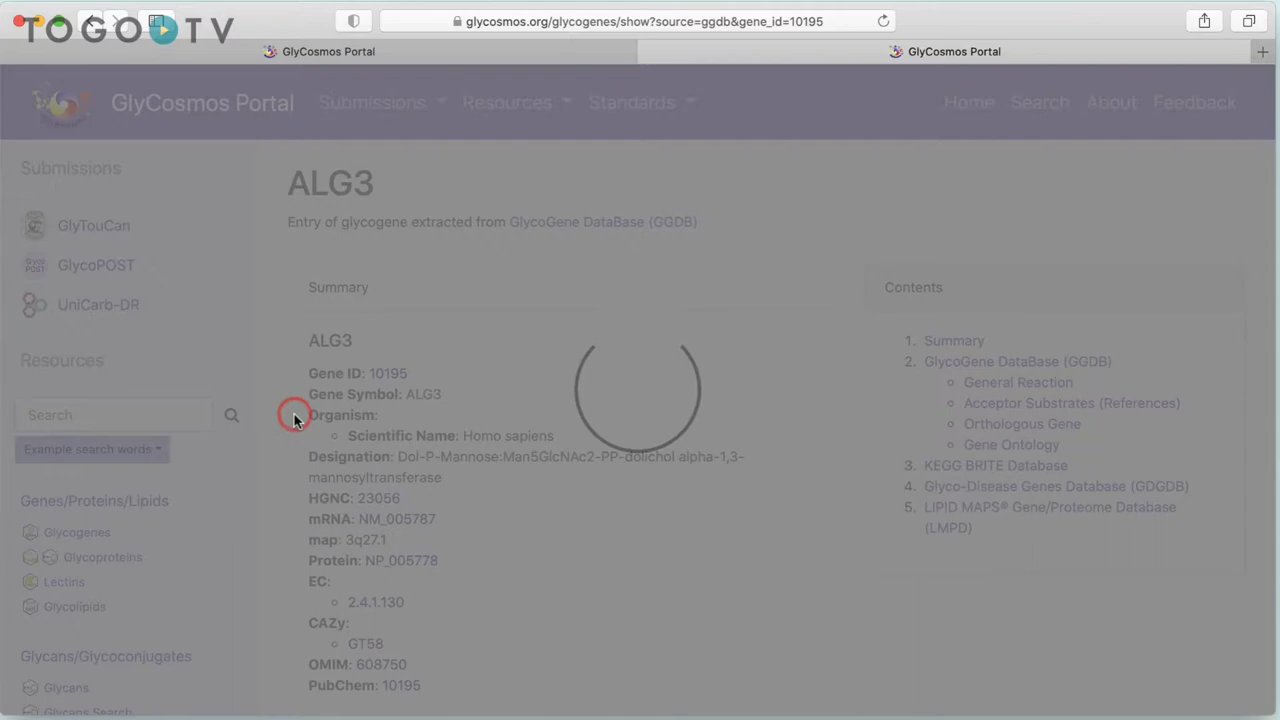 TOGO TV
glycosmos.org/glycogenes/show?source=ggdb&gene_id=10195
GlyCosmos Portal
GlyCosmos Portal
GlyCosmos Portal
Submissions
Resources
Standards
Home
Search
About
Feedback
Submissions
GlyTouCan
GlycoPOST
UniCarb-DR
Resources
Search
Example search words
Genes/Proteins/Lipids
Glycogenes
Glycoproteins
Lectins
Glycolipids
Glycans/Glycoconjugates
Glycans
Glycans Search
ALG3
Entry of glycogene extracted from GlycoGene DataBase (GGDB)
Summary
ALG3
Gene ID: 10195
Gene Symbol: ALG3
Organism:
Scientific Name: Homo sapiens
Designation: Dol-P-Mannose:Man5GlcNAc2-PP-dolichol alpha-1,3-
mannosyltransferase
HGNC: 23056
mRNA: NM_005787
map: 3q27.1
Protein: NP_005778
EC:
2.4.1.130
CAZy:
GT58
OMIM: 608750
PubChem: 10195
Contents
1. Summary
2. GlycoGene DataBase (GGDB)
General Reaction
Acceptor Substrates (References)
Orthologous Gene
Gene Ontology
3. KEGG BRITE Database
4. Glyco-Disease Genes Database (GDGDB)
5. LIPID MAPS® Gene/Proteome Database
(LMPD)